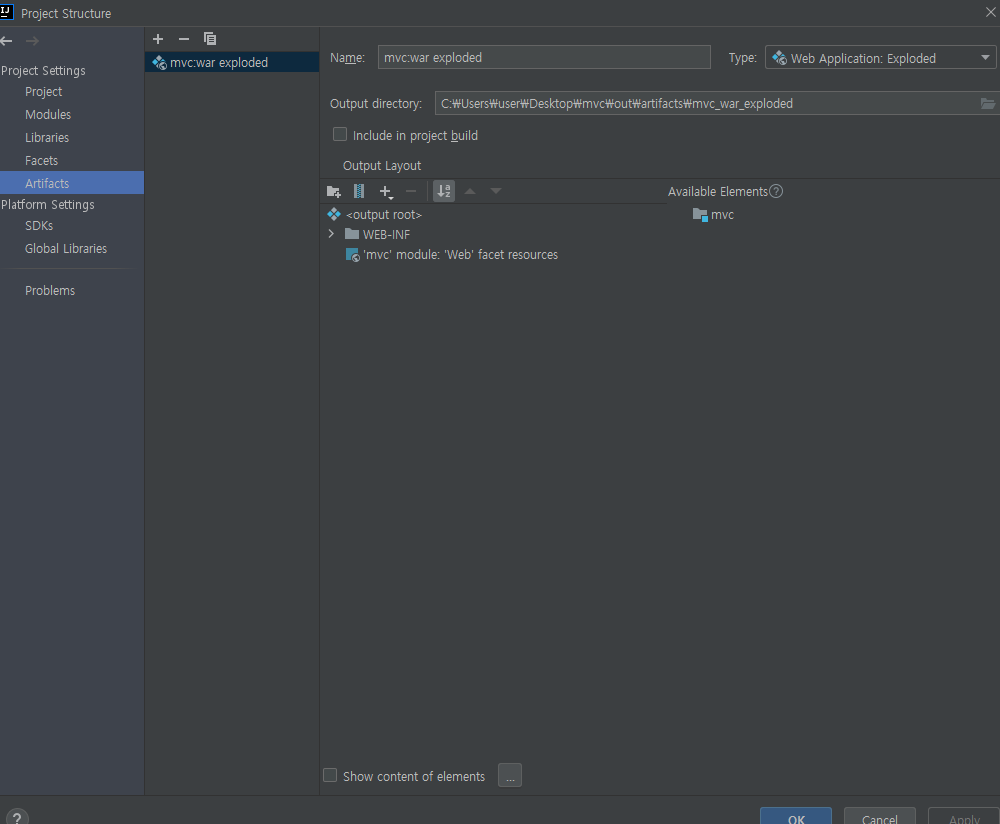 Project Structure
Project Settings
Project
Modules
Libraries
Facets
Artifacts
Platform Settings
SDKs
Global Libraries
Problems
mvc:war exploded
Name: mvc:war exploded
Type: Web Application: Exploded
Output directory: C:₩Users₩user₩Desktop₩mvc₩out₩artifacts₩mvc_war_exploded
Include in project build
Output Layout
Available Elements
<output root>
WEB-INF
'mvc' module: 'Web' facet resources
mvc
Show content of elements ...
? OK Cancel Apply